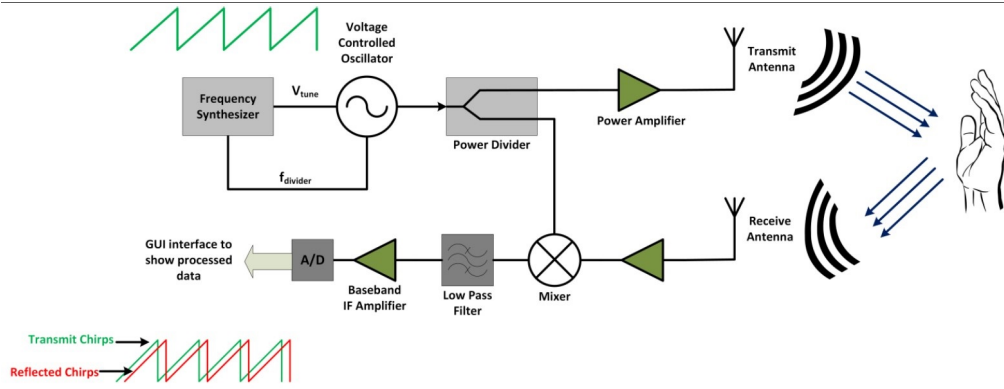 Voltage
Controlled
Oscillator
Transmit
Antenna
Frequency
Synthesizer
Vtune
Power Amplifier
Power Divider
fdivider
Receive
Antenna
GUI interface to
show processed
data
A/D
Baseband
IF Amplifier
Low Pass
Filter
Mixer
Transmit Chirps
Reflected Chirps